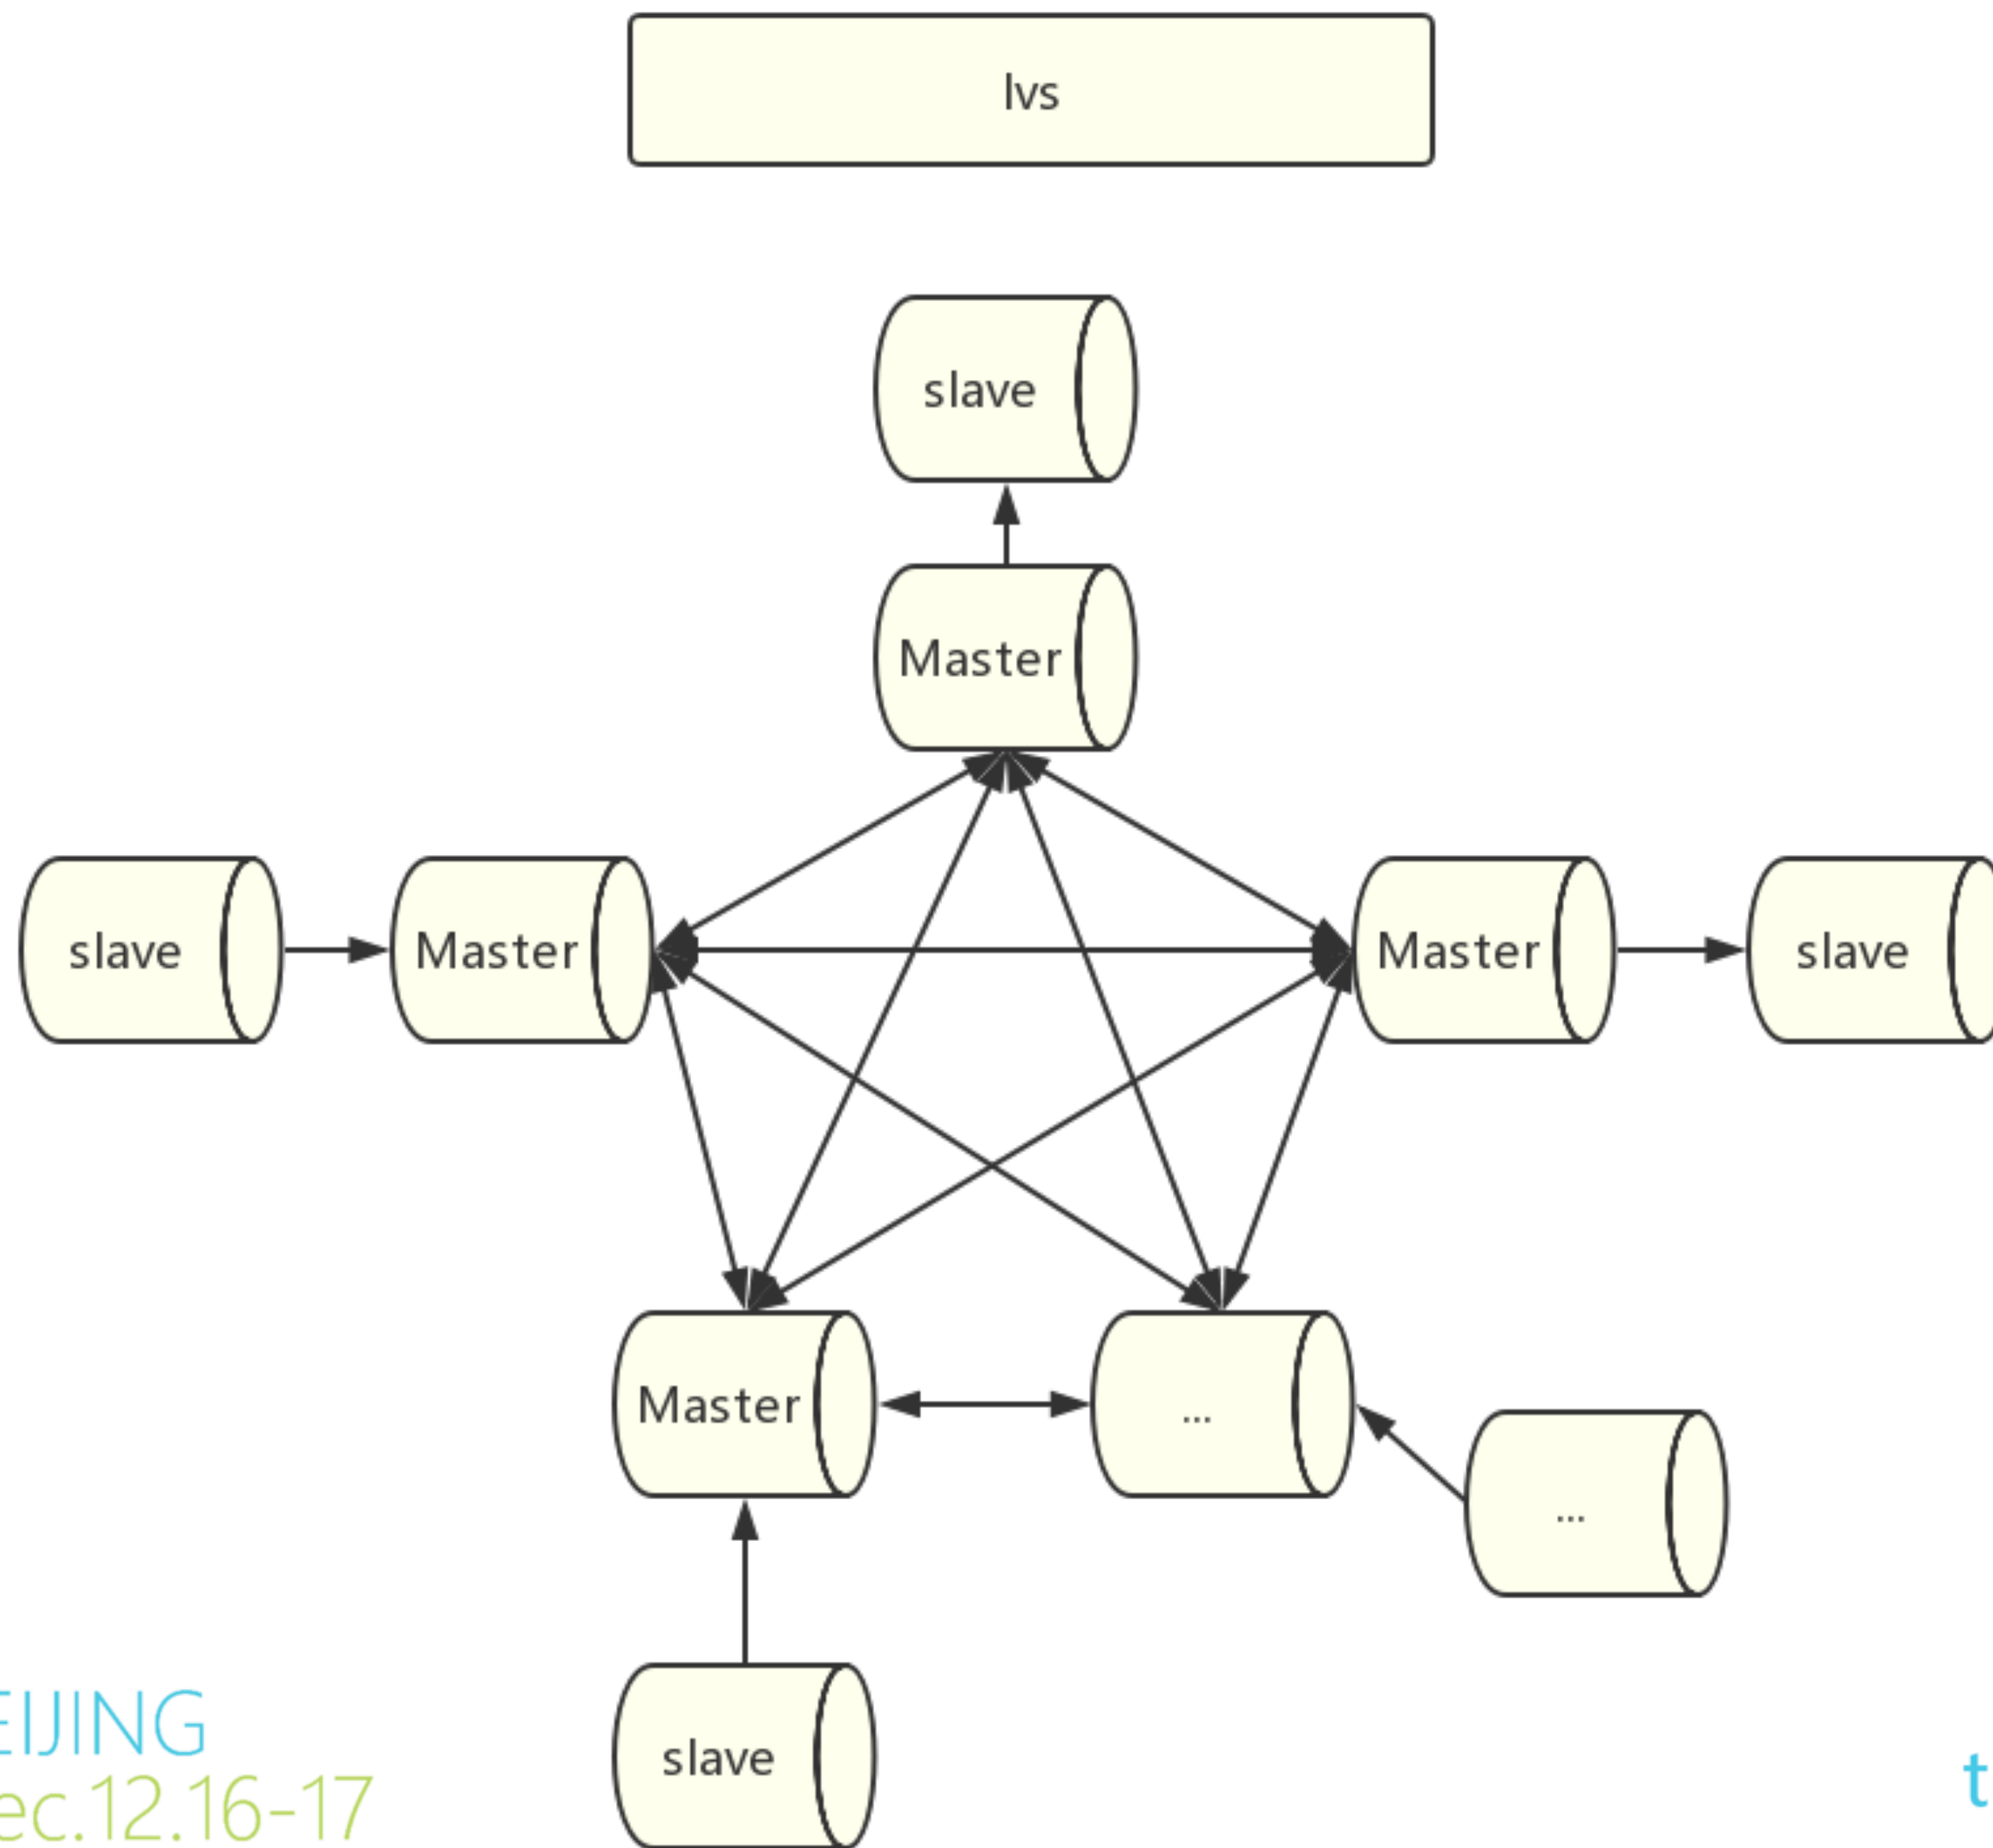 lvs
slave
Master
slave
Master
Master
slave
Master
...
...
slave
EIJING
ec.12.16-17
t